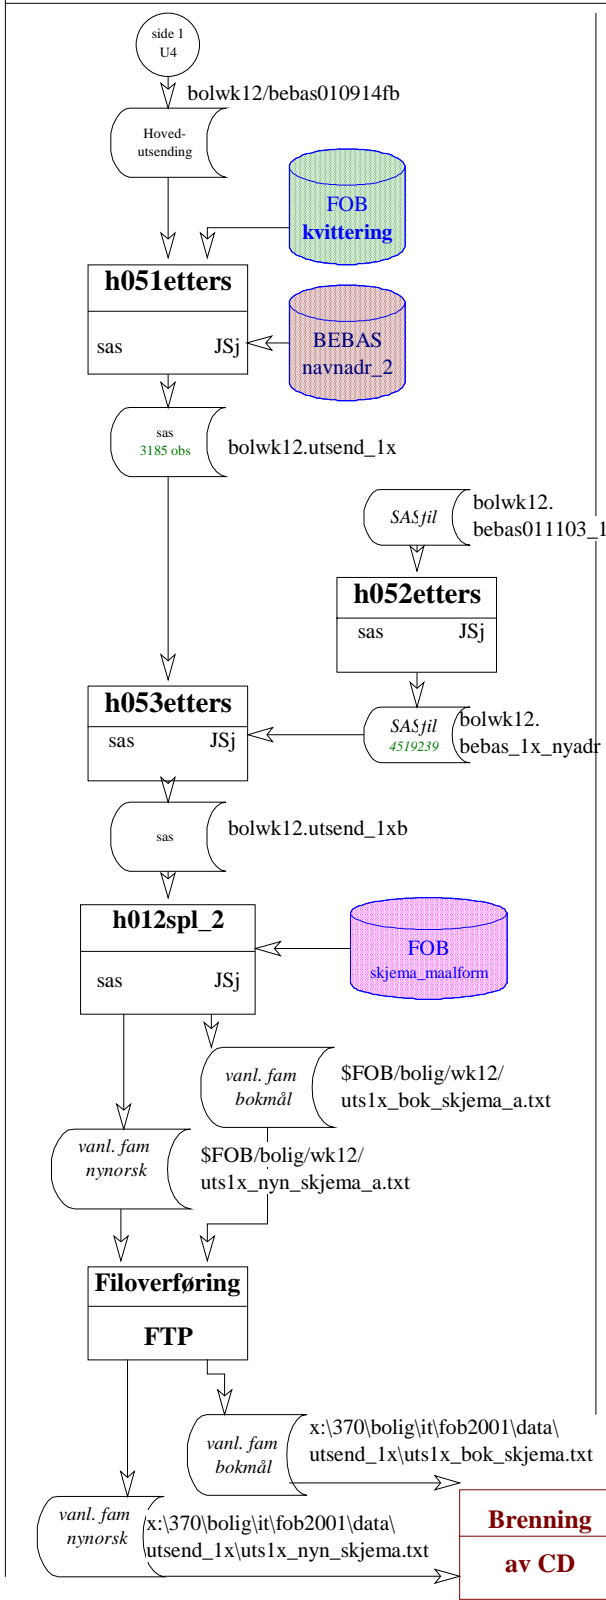 side 1
U4
bolwk12/bebas010914fb
Hoved-
utsending
FOB
kvittering
h051etters
sas JSj
BEBAS
navnadr_2
sas
3185 obs
bolwk12.utsend_1x
SASfil
bolwk12.
bebas011103_1
h052etters
sas JSj
h053etters
sas JSj
SASfil
4519239
bolwk12.
bebas_1x_nyadr
sas
bolwk12.utsend_1xb
h012spl_2
sas JSj
FOB
skjema_maalform
vanl. fam
bokmål
$FOB/bolig/wk12/
uts1x_bok_skjema_a.txt
vanl. fam
nynorsk
$FOB/bolig/wk12/
uts1x_nyn_skjema_a.txt
Filoverføring
FTP
vanl. fam
bokmål
x:\370\bolig\it\fob2001\data\
utsend_1x\uts1x_bok_skjema.txt
vanl. fam
nynorsk
x:\370\bolig\it\fob2001\data\
utsend_1x\uts1x_nyn_skjema.txt
Brenning
av CD